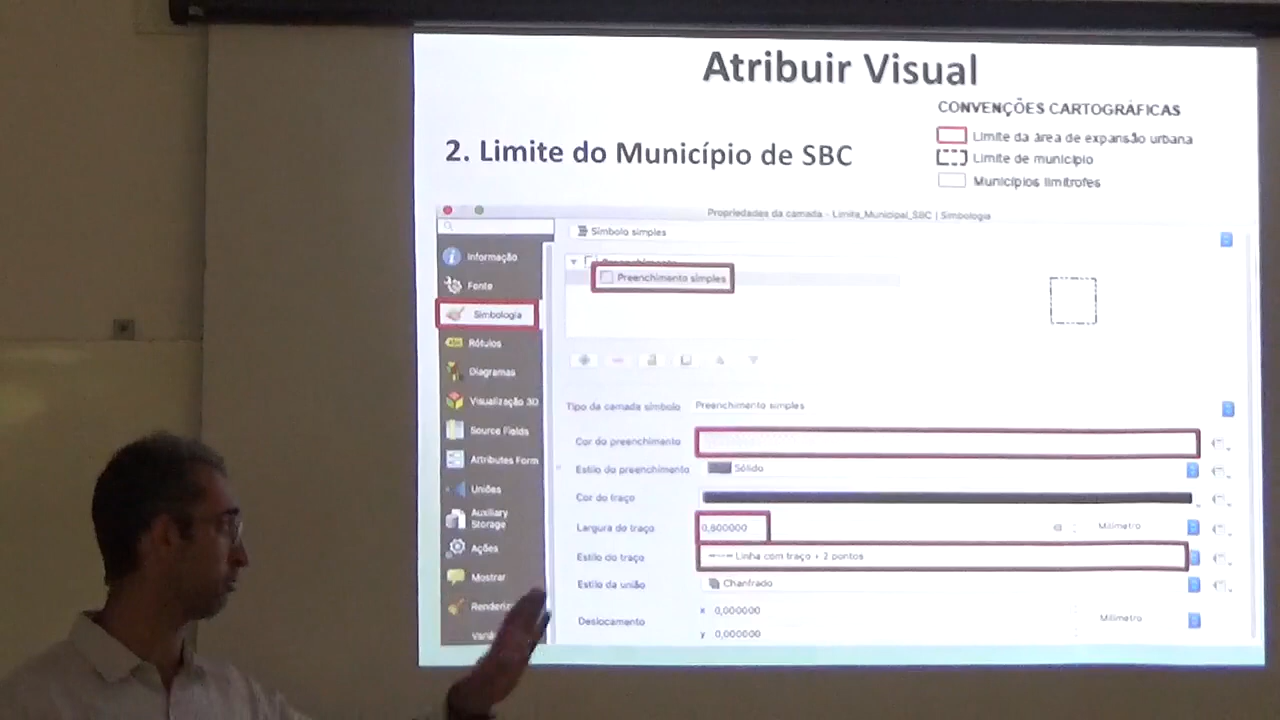 Atribuir Visual
CONVENÇÕES CARTOGRÁFICAS
Limite da área de expansão urbana
Limite de município
Municípios limítrofes
2. Limite do Município de SBC
Propriedades da camada - Limite_Municipal_SBC | Simbologia
Símbolo simples
Preenchimento
Preenchimento simples
Informação
Fonte
Simbologia
Rótulos
Diagramas
Visualização 3D
Source Fields
Attributes Form
Uniões
Auxiliary
Storage
Ações
Mostrar
Tipo da camada símbolo Preenchimento simples
Cor do preenchimento
Estilo do preenchimento Sólido
Cor do traço
Largura do traço 0,600000 Milímetro
Estilo do traço Linha com traço + 2 pontos
Estilo da união Chanfrado
Deslocamento x 0,000000 Milímetro
y 0,000000